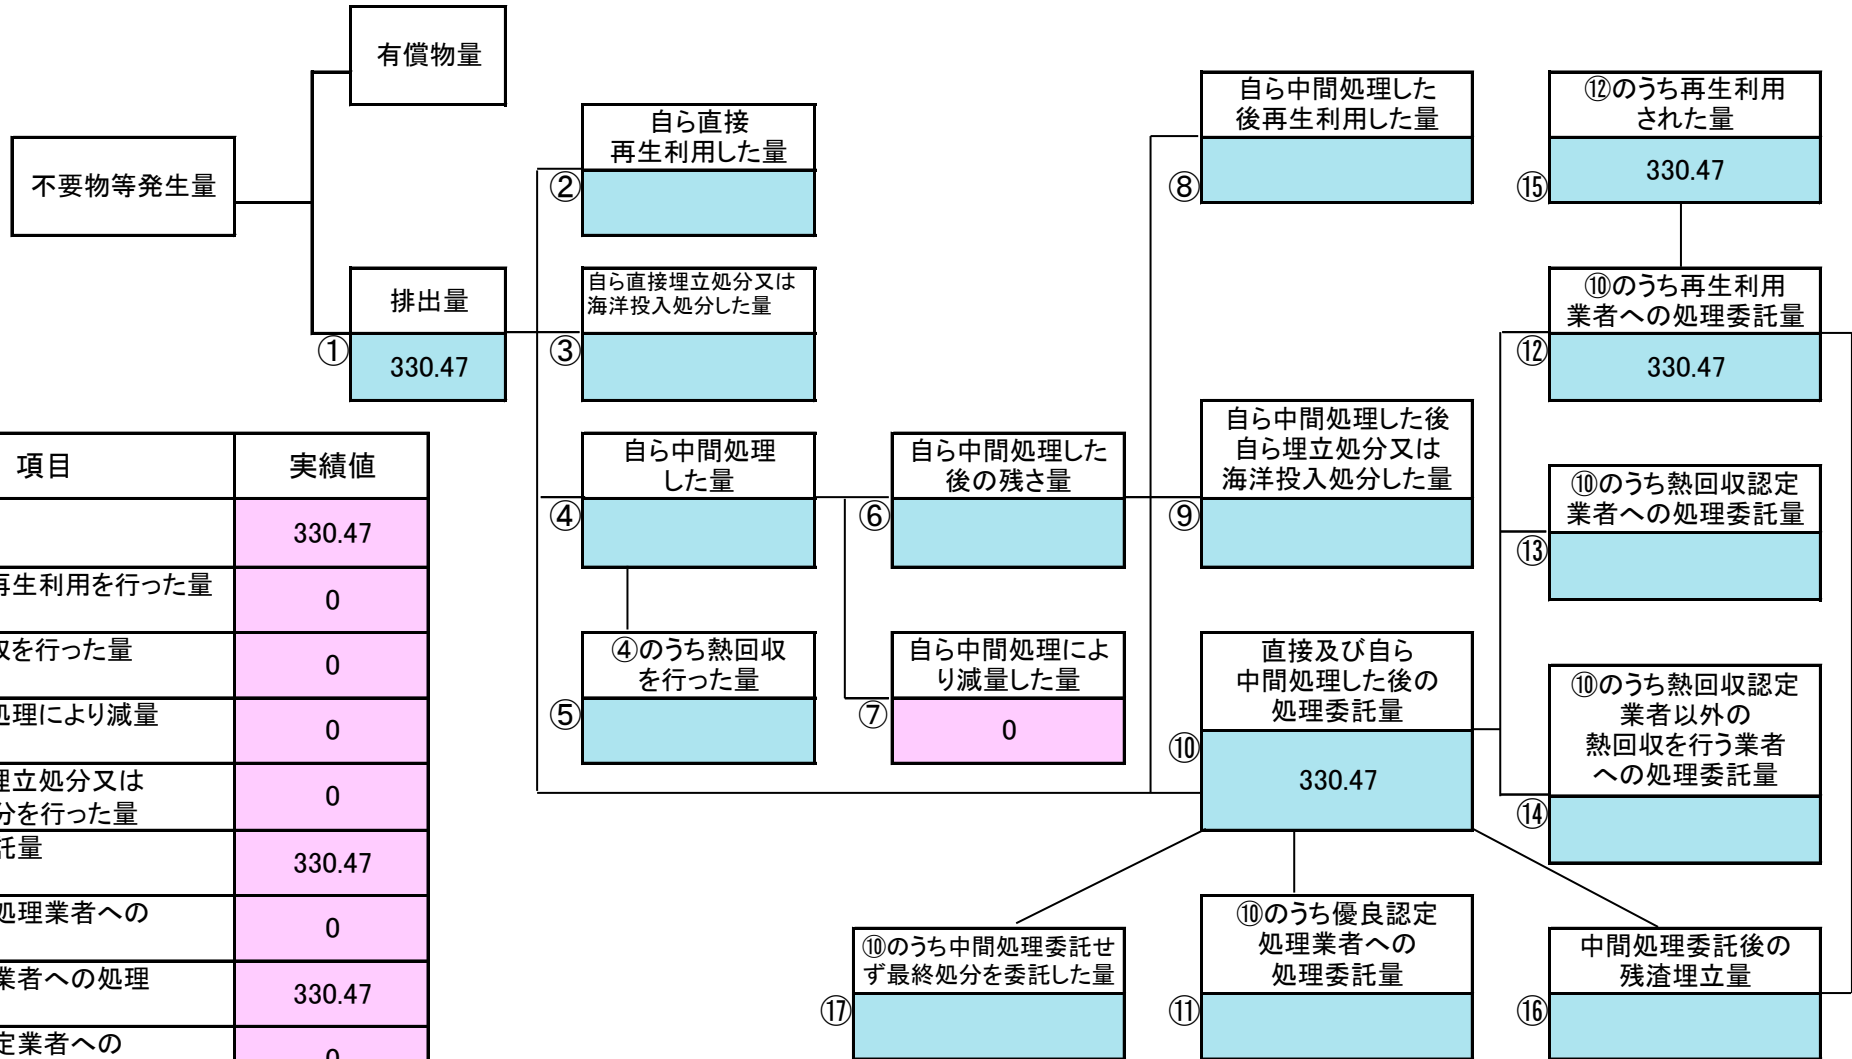 有償物量
不要物等発生量
排出量
①
330.47
自ら直接
再生利用した量
②
自ら直接埋立処分又は
海洋投入処分した量
③
自ら中間処理
した量
④
④のうち熱回収
を行った量
⑤
自ら中間処理した
後の残さ量
⑥
自ら中間処理によ
り減量した量
⑦
0
自ら中間処理した
後再生利用した量
⑧
自ら中間処理した後
自ら埋立処分又は
海洋投入処分した量
⑨
直接及び自ら
中間処理した後の
処理委託量
⑩
330.47
⑫のうち再生利用
された量
⑮
330.47
⑩のうち再生利用
業者への処理委託量
⑫
330.47
⑩のうち熱回収認定
業者への処理委託量
⑬
⑩のうち熱回収認定
業者以外の
熱回収を行う業者
への処理委託量
⑭
⑩のうち中間処理委託せ
ず最終処分を委託した量
⑰
⑩のうち優良認定
処理業者への
処理委託量
⑪
中間処理委託後の
残渣埋立量
⑯
項目 実績値
330.47
再生利用を行った量 0
を行った量 0
処理により減量 0
埋立処分又は
分を行った量 0
託量 330.47
処理業者への 0
業者への処理 330.47
定業者への 0